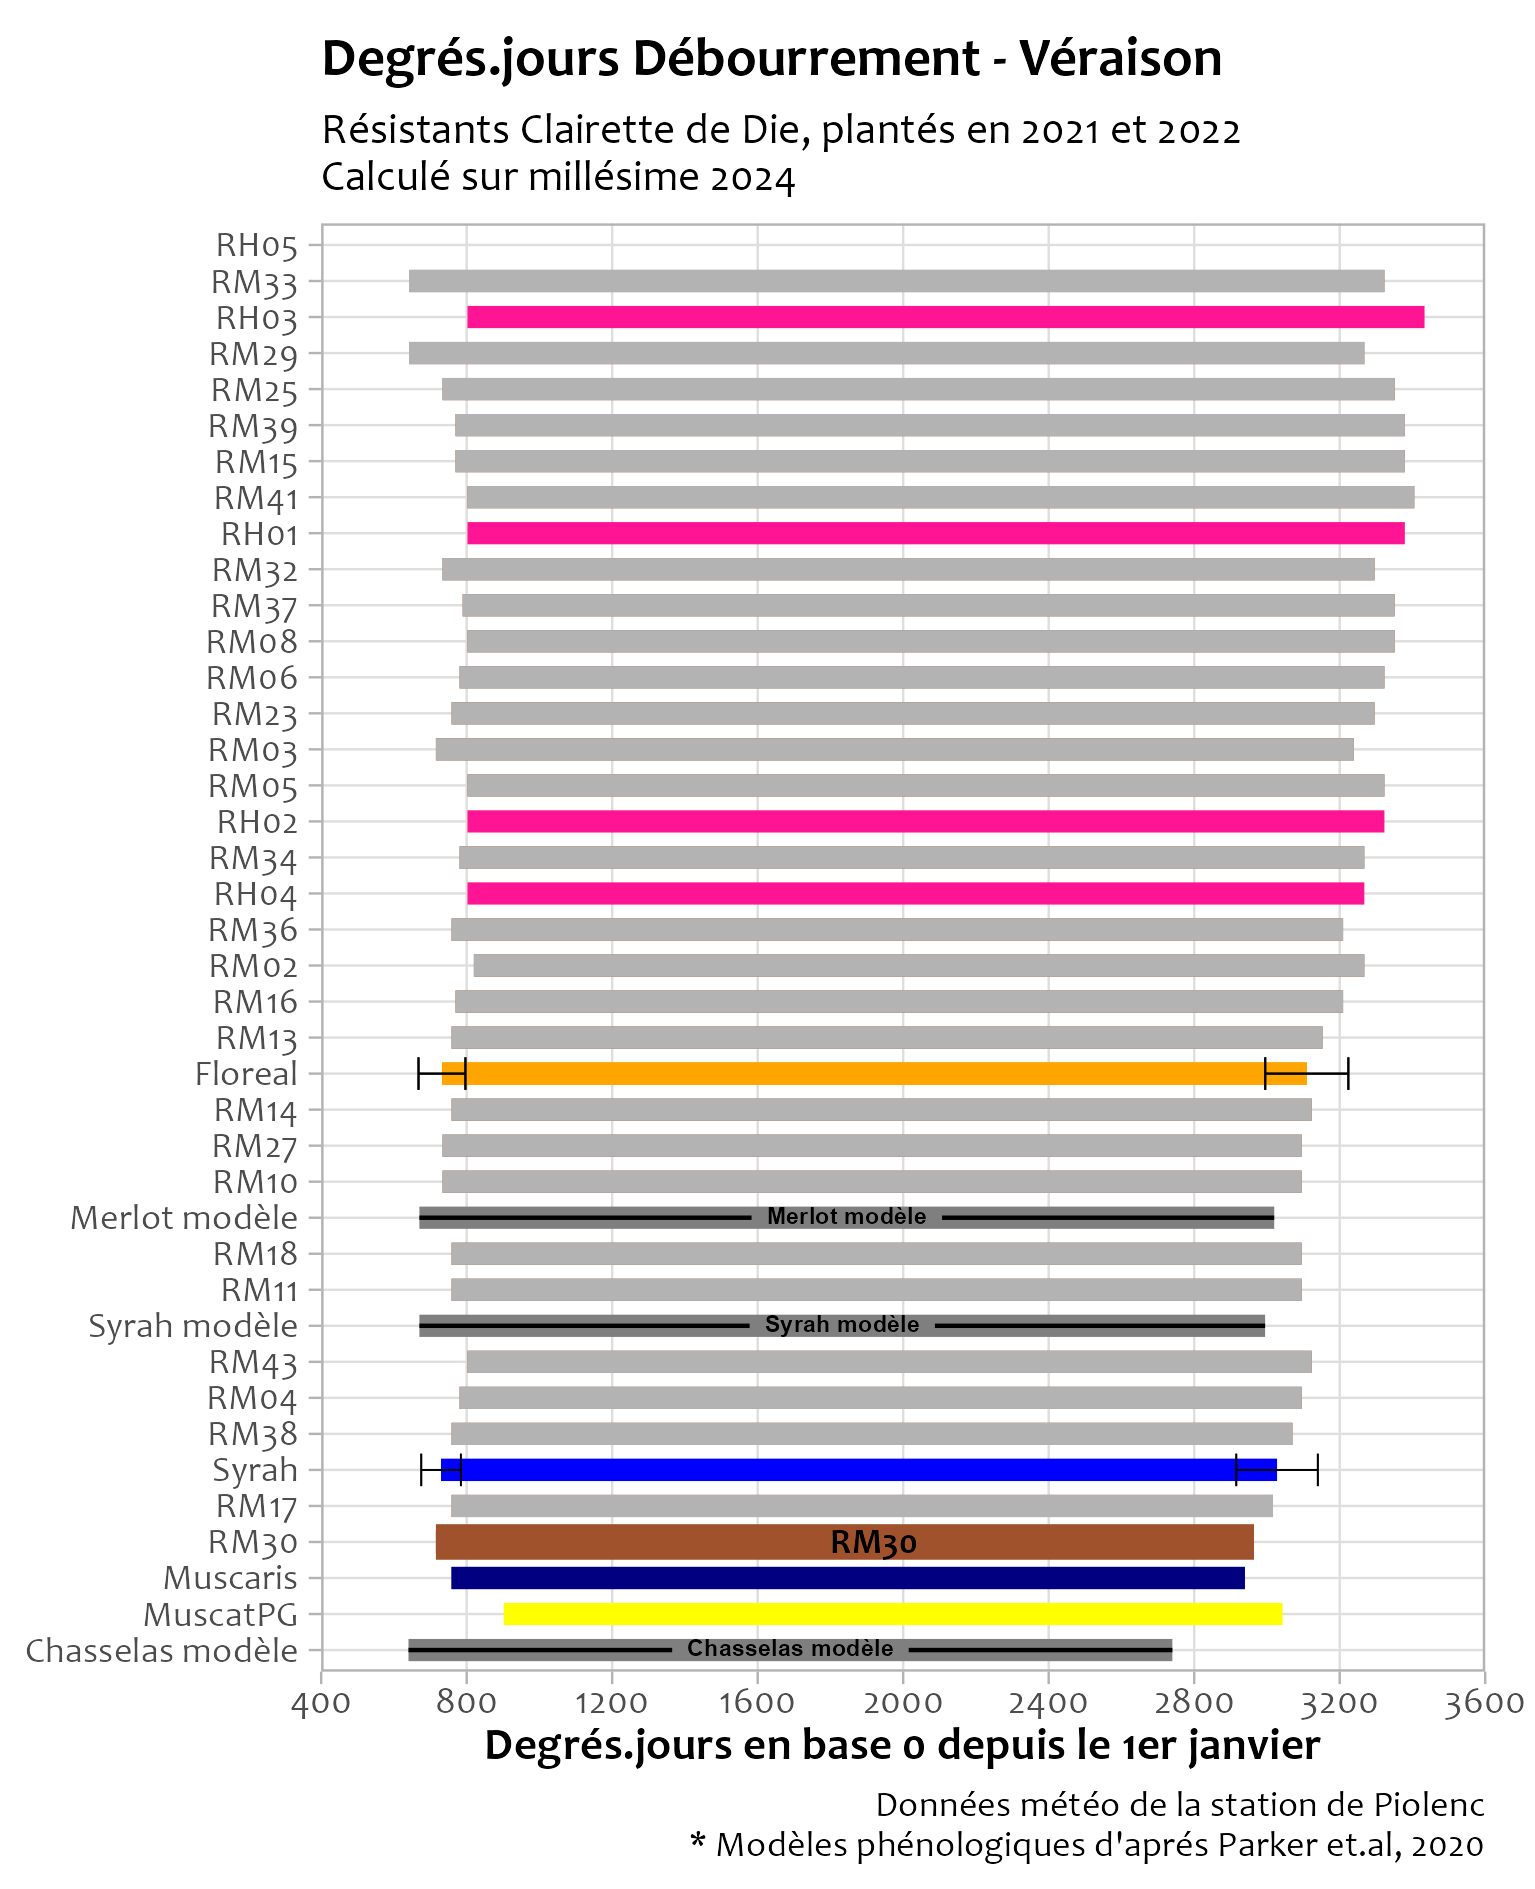 Degrés.jours Débourrement - Véraison
Résistants Clairette de Die, plantés en 2021 et 2022
Calculé sur millésime 2024
RH05
RM33
RH03
RM29
RM25
RM39
RM15
RM41
RH01
RM32
RM37
RM08
RM06
RM23
RM03
RM05
RH02
RM34
RH04
RM36
RM02
RM16
RM13
Floreal
RM14
RM27
RM10
Merlot modèle Merlot modèle
RM18
RM11
Syrah modèle Syrah modèle
RM43
RM04
RM38
Syrah
RM17
RM30 RM30
Muscaris
MuscatPG
Chasselas modèle Chasselas modèle
400 800 1200 1600 2000 2400 2800 3200 3600
Degrés.jours en base 0 depuis le 1er janvier
Données météo de la station de Piolenc
* Modèles phénologiques d'aprés Parker et.al, 2020